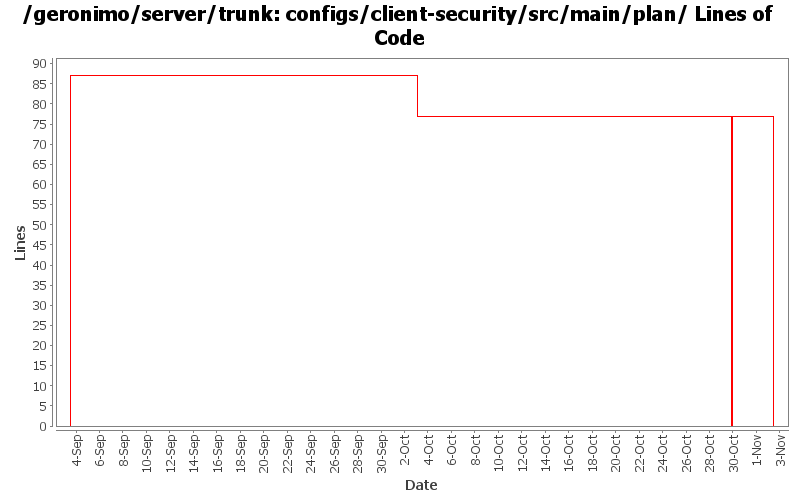 /geronimo/server/trunk: configs/client-security/src/main/plan/ Lines of
Code
90
85
80
75
70
65
60
55
50
45
40
35
30
25
20
15
10
5
0
Lines
4-Sep
6-Sep
8-Sep
10-Sep
12-Sep
14-Sep
16-Sep
18-Sep
20-Sep
22-Sep
24-Sep
26-Sep
28-Sep
30-Sep
2-Oct
4-Oct
6-Oct
8-Oct
10-Oct
12-Oct
14-Oct
16-Oct
18-Oct
20-Oct
22-Oct
24-Oct
26-Oct
28-Oct
30-Oct
1-Nov
3-Nov
Date